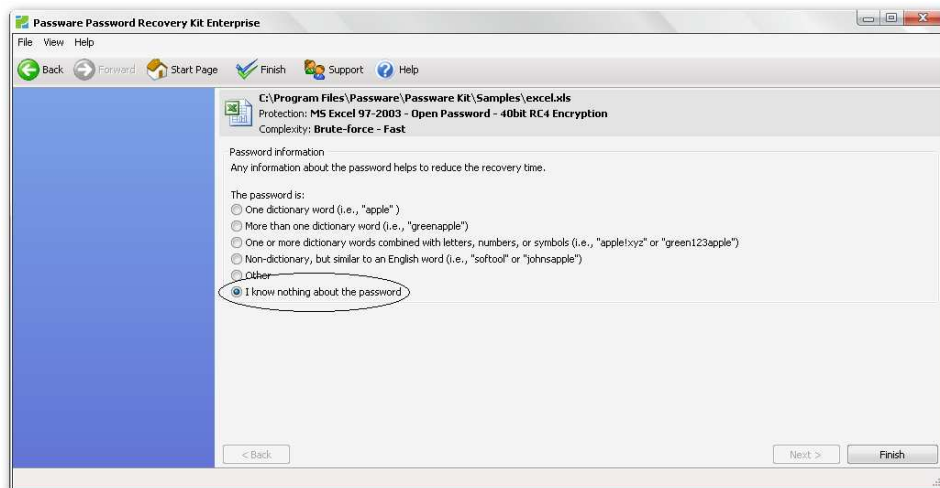 Passware Password Recovery Kit Enterprise
File View Help
Back Forward Start Page Finish Support Help
C:\Program Files\Passware\Passware Kit\Samples\excel.xls
Protection: MS Excel 97-2003 - Open Password - 40bit RC4 Encryption
Complexity: Brute-force - Fast
Password information
Any information about the password helps to reduce the recovery time.
The password is:
One dictionary word (i.e., "apple" )
More than one dictionary word (i.e., "greenapple")
One or more dictionary words combined with letters, numbers, or symbols (i.e., "apple!xyz" or "green123apple")
Non-dictionary, but similar to an English word (i.e., "softool" or "johnsapple")
Other
I know nothing about the password
< Back Next > Finish